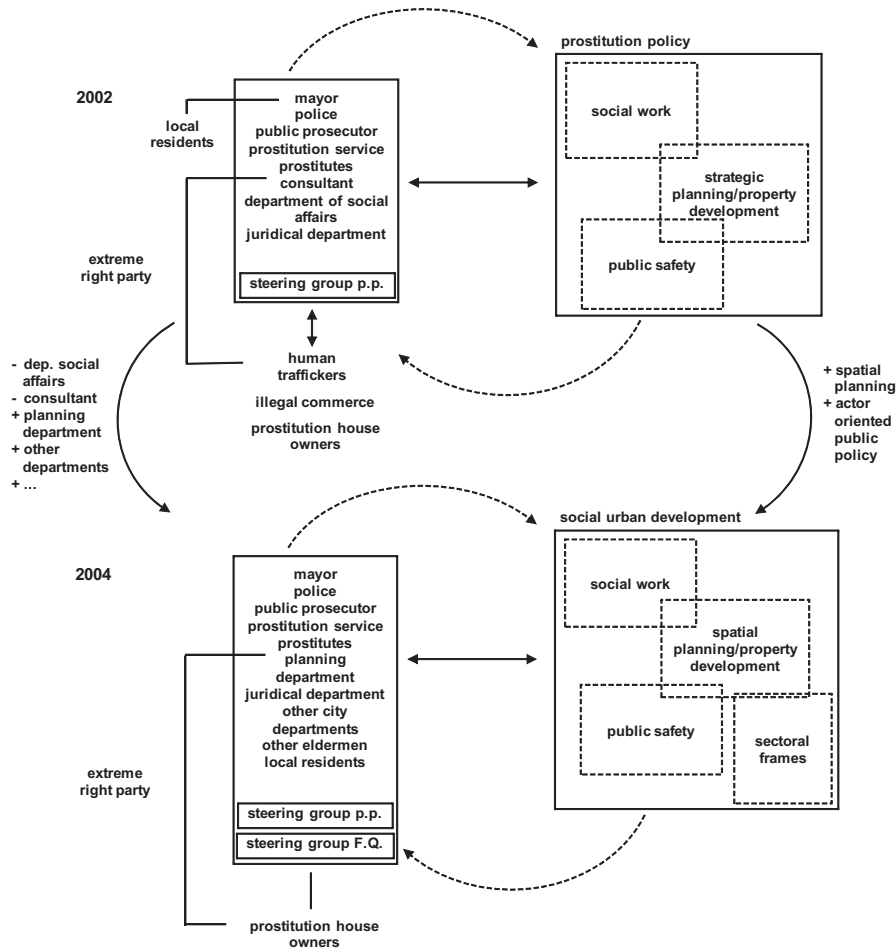 prostitution policy
2002
mayor
police
public prosecutor
prostitution service
prostitutes
consultant
department of social
affairs
juridical department
steering group p.p.
local
residents
extreme
right party
social work
strategic
planning/property
development
public safety
human
traffickers
illegal commerce
prostitution house
owners
- dep. social
affairs
- consultant
+ planning
department
+ other
departments
+ ...
+ spatial
planning
+ actor
oriented
public
policy
social urban development
2004
mayor
police
public prosecutor
prostitution service
prostitutes
planning
department
juridical department
other city
departments
other eldermen
local residents
steering group p.p.
steering group F.Q.
extreme
right party
social work
spatial
planning/property
development
public safety
sectoral
frames
prostitution house
owners